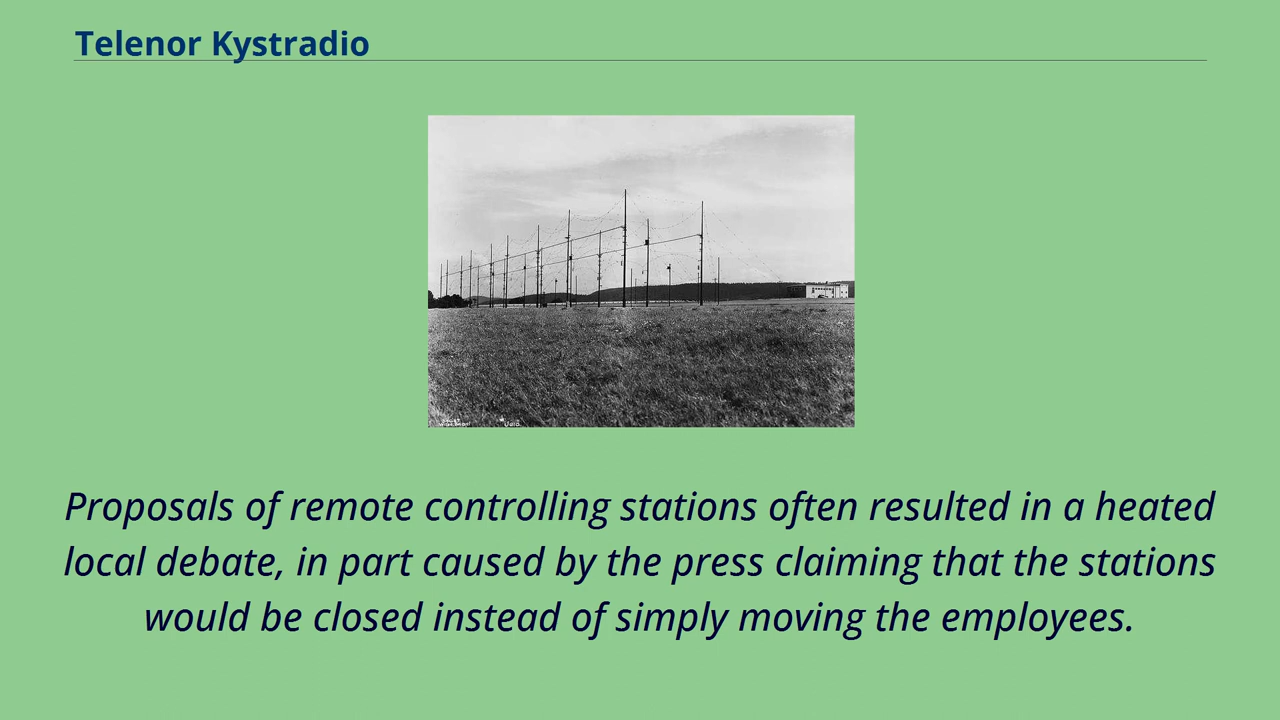 Telenor Kystradio
Proposals of remote controlling stations often resulted in a heated
local debate, in part caused by the press claiming that the stations
would be closed instead of simply moving the employees.